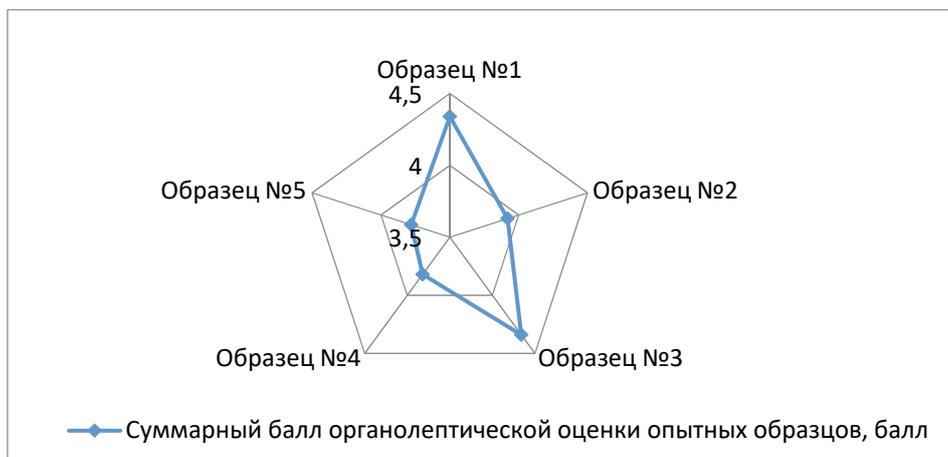 Образец №1
4,5
4
Образец №5
Образец №2
3,5
Образец №4
Образец №3
Суммарный балл органолептической оценки опытных образцов, балл